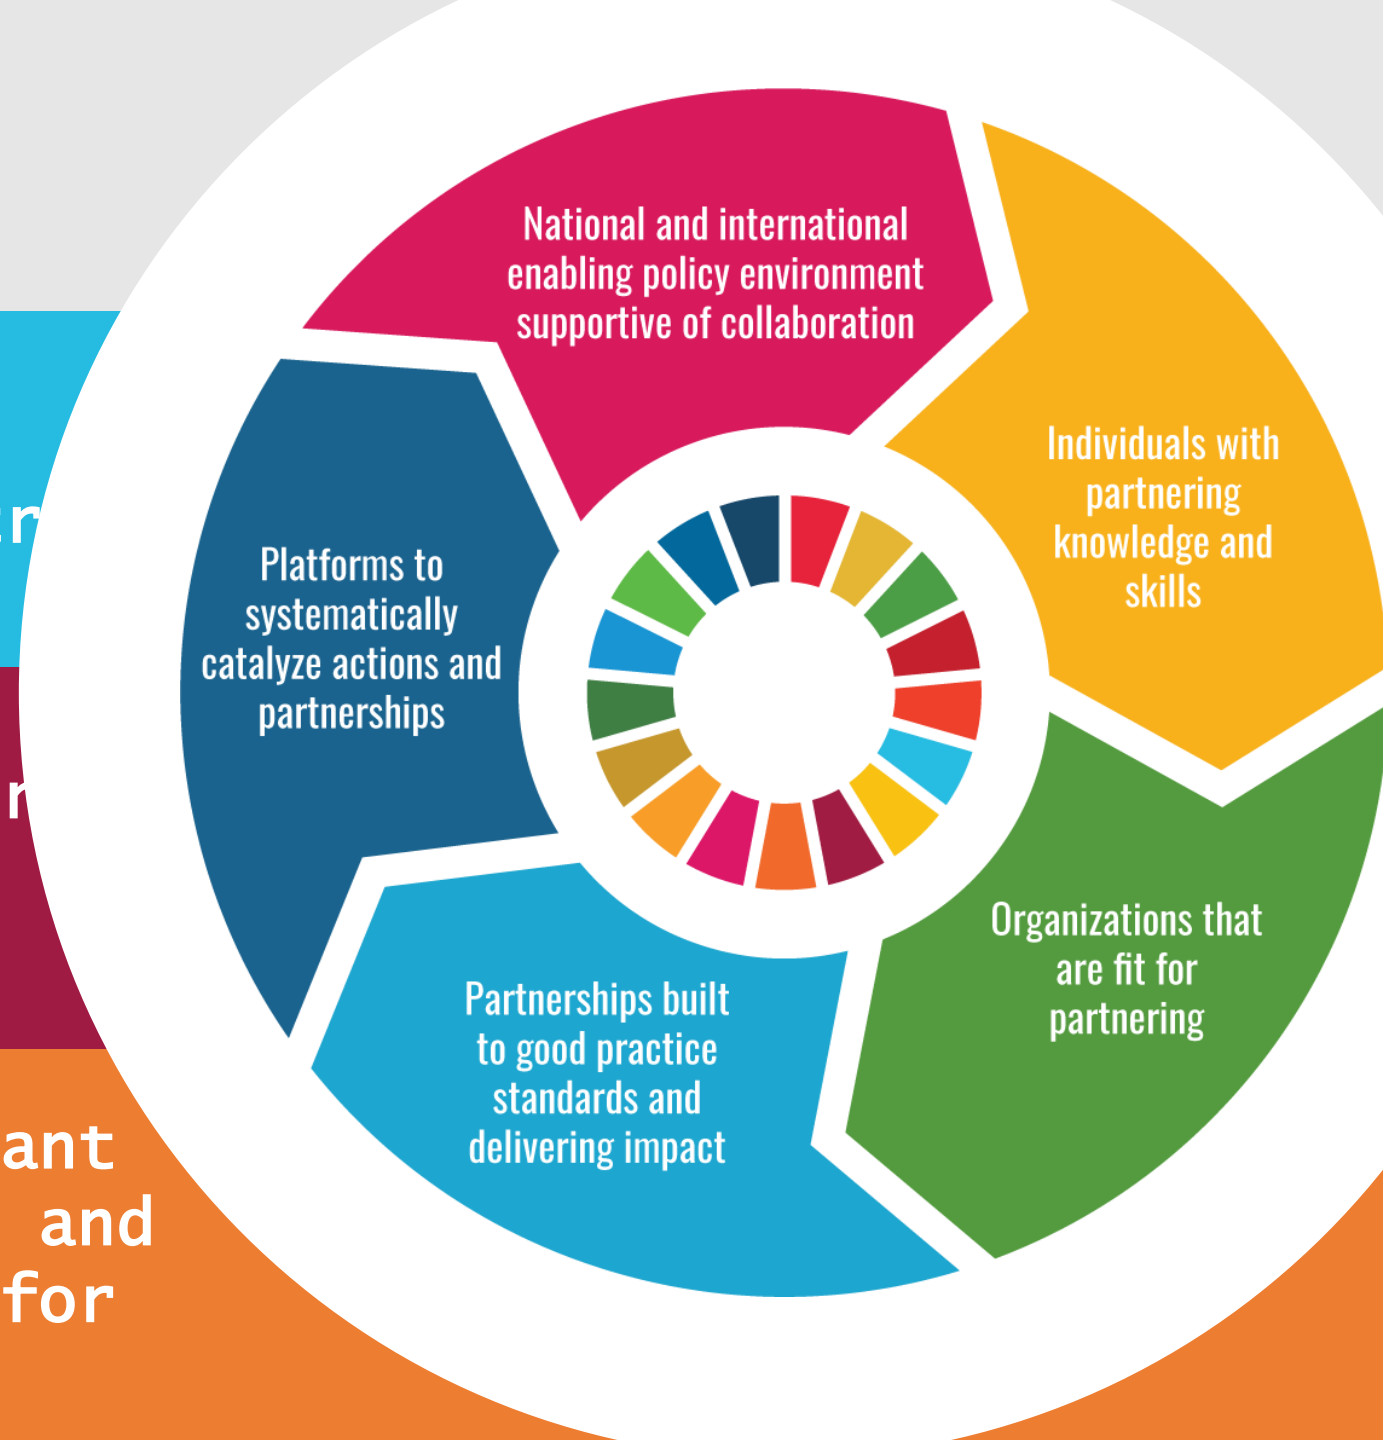 National and international
enabling policy environment
supportive of collaboration
Individuals with
partnering
knowledge and
skills
Organizations that
are fit for
partnering
Partnerships built
to good practice
standards and
delivering impact
Platforms to
systematically
catalyze actions and
partnerships
ant
and
for